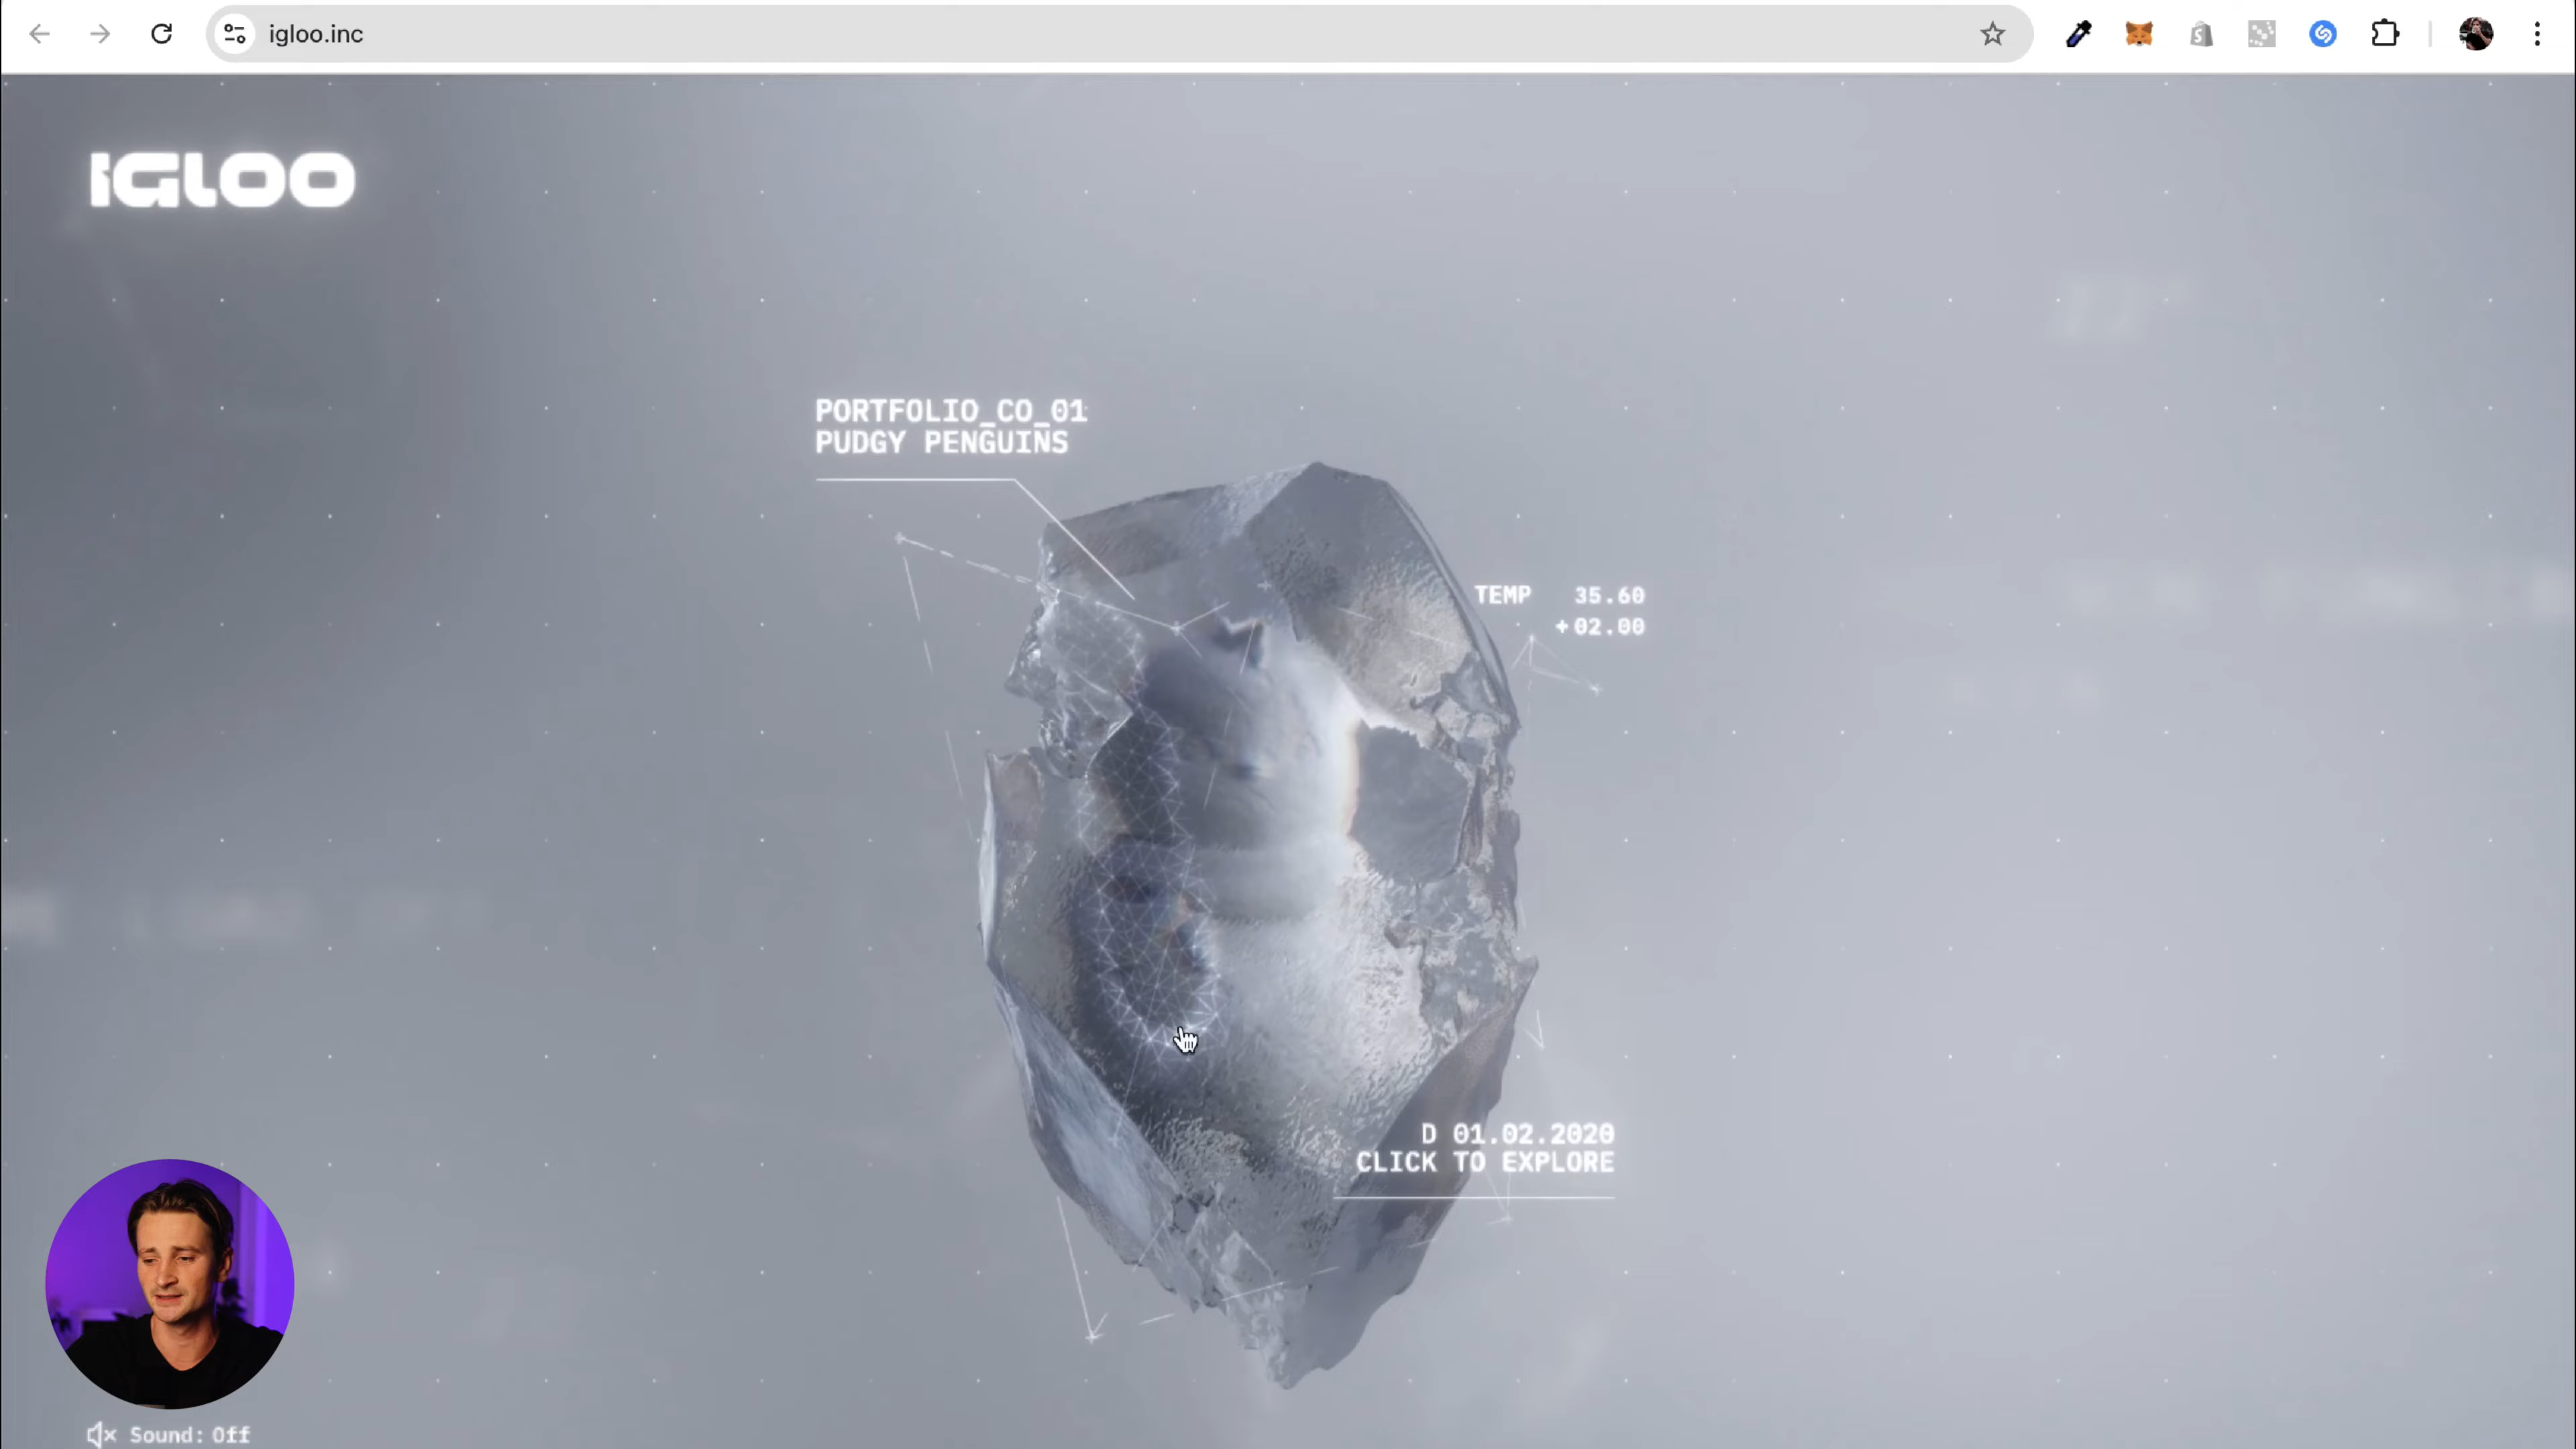 igloo.inc
IGLOO
PORTFOLIO_CO_01
PUDGY PENGUINS
TEMP 35.60
+02.00
D 01.02.2020
CLICK TO EXPLORE
Sound: Off